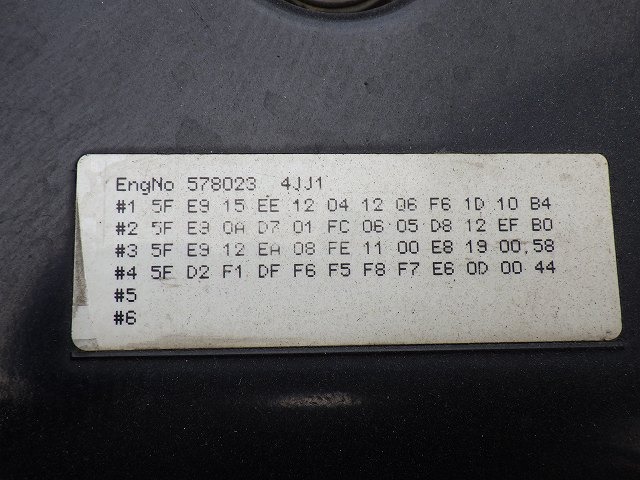 EngNo 578023 4JJ1
#1 5F E9 15 EE 12 04 12 06 F6 1D 10 B4
#2 5F E8 0A D7 01 FC 06 05 D8 12 EF B0
#3 5F E9 12 EA 08 FE 11 00 E8 19 00 58
#4 5F D2 F1 DF F6 F5 F8 F7 E6 0D 00 44
#5
#6